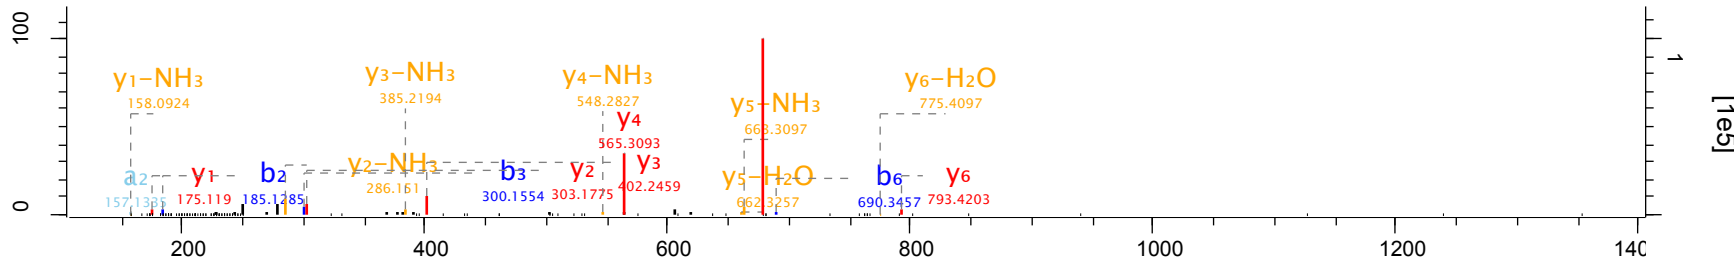 100
0
y1-NH3
158.0924
y3-NH3
385.2194
y4-NH3
548.2827
y5-NH3
663.3097
y6-H2O
775.4097
y4
565.3093
a2
157.1335
y1
175.119
b2
185.1285
y2-NH3
286.151
b3
300.1554
y2
303.1775
y3
402.2459
y5-H2O
662.3257
b6
690.3457
y6
793.4203
1
[1e5]
200
400
600
800
1000
1200